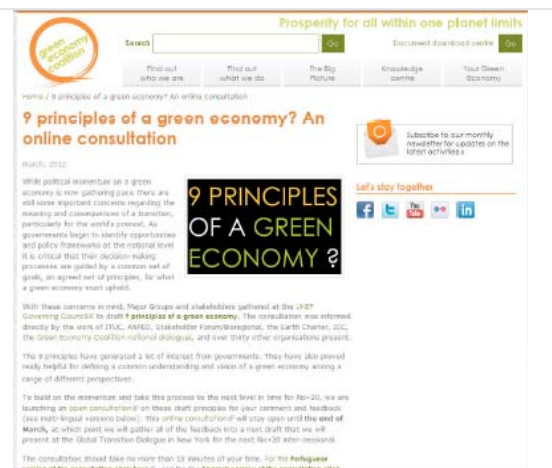 Prosperity for all within one planet limits
green
economy
coalition
Search
Go
Document download centre
Go
Find out
who we are
Find out
what we do
The Big
Picture
Knowledge
centre
Your Green
Economy
Home / 9 principles of a green economy? An online consultation
9 principles of a green economy? An
online consultation
March, 2012
Subscribe to our monthly
newsletter for updates on the
latest activities »
Let's stay together
While political momentum on a green
economy is now gathering pace there are
still some important concerns regarding the
meaning and consequences of a transition,
particularly for the world's poorest. As
governments begin to identify opportunities
and policy frameworks at the national level
it is critical that their decision-making
processes are guided by a common set of
goals, an agreed set of principles, for what
a green economy must uphold.
9 PRINCIPLES
OF A GREEN
ECONOMY ?
With these concerns in mind, Major Groups and stakeholders gathered at the UNEP
Governing Council to draft 9 principles of a green economy. The consultation was informed
directly by the work of ITUC, ANPED, Stakeholder Forum/Bioregional, the Earth Charter, ICC,
the Green Economy Coalition national dialogues, and over thirty other organisations present.
The 9 principles have generated a lot of interest from governments. They have also proved
really helpful for defining a common understanding and vision of a green economy among a
range of different perspectives.
To build on the momentum and take this process to the next level in time for Rio+20, we are
launching an open consultation on these draft principles for your comment and feedback
(see multi-lingual versions below). This online consultation will stay open until the end of
March, at which point we will gather all of the feedback into a next draft that we will
present at the Global Transition Dialogue in New York for the next Rio+20 inter-sessional.
The consultation should take no more than 10 minutes of your time. For the Portuguese